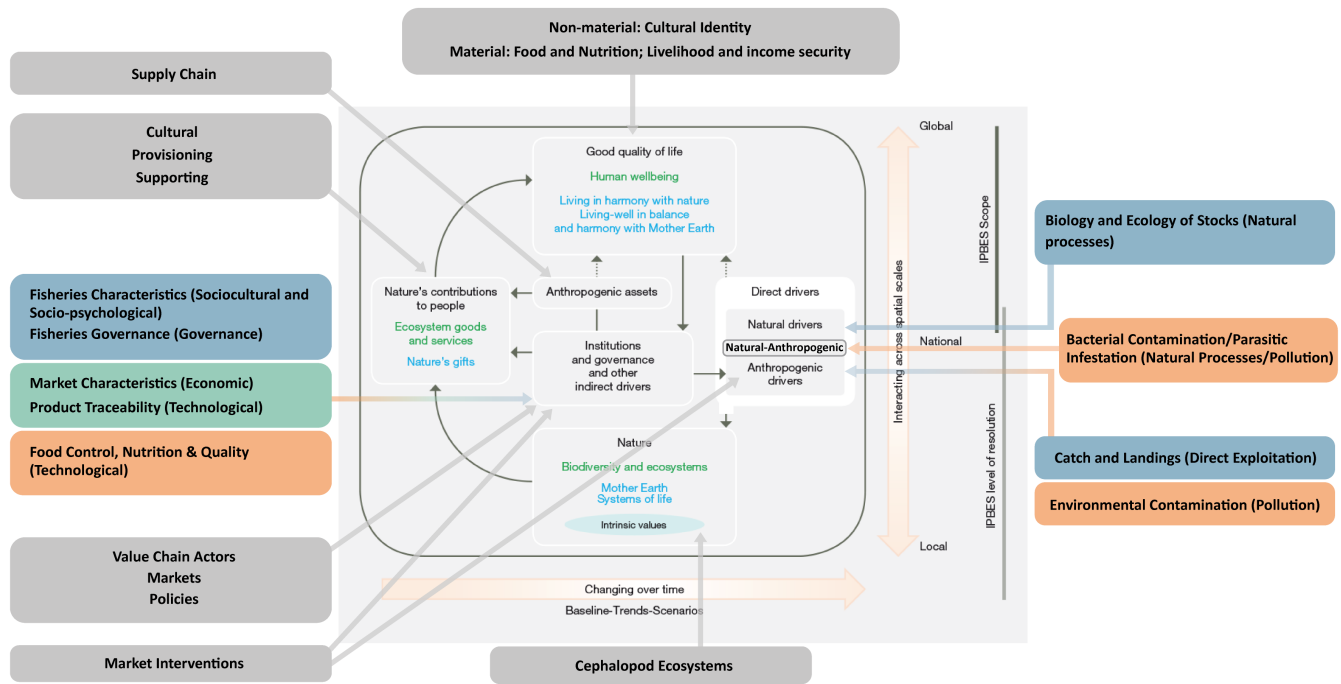 Non-material: Cultural Identity
Material: Food and Nutrition; Livelihood and income security
Supply Chain
Cultural
Provisioning
Supporting
Fisheries Characteristics (Sociocultural and
Socio-psychological)
Fisheries Governance (Governance)
Market Characteristics (Economic)
Product Traceability (Technological)
Food Control, Nutrition & Quality
(Technological)
Value Chain Actors
Markets
Policies
Market Interventions
Good quality of life
Human wellbeing
Living in harmony with nature
Living-well in balance
and harmony with Mother Earth
Nature's contributions
to people
Ecosystem goods
and services
Nature's gifts
Anthropogenic assets
Institutions
and governance
and other
indirect drivers
Direct drivers
Natural drivers
Natural-Anthropogenic
Anthropogenic
drivers
Nature
Biodiversity and ecosystems
Mother Earth
Systems of life
Intrinsic values
Changing over time
Baseline-Trends-Scenarios
Cephalopod Ecosystems
Interacting across spatial scales
Global
National
Local
IPBES Scope
IPBES level of resolution
Biology and Ecology of Stocks (Natural
processes)
Bacterial Contamination/Parasitic
Infestation (Natural Processes/Pollution)
Catch and Landings (Direct Exploitation)
Environmental Contamination (Pollution)